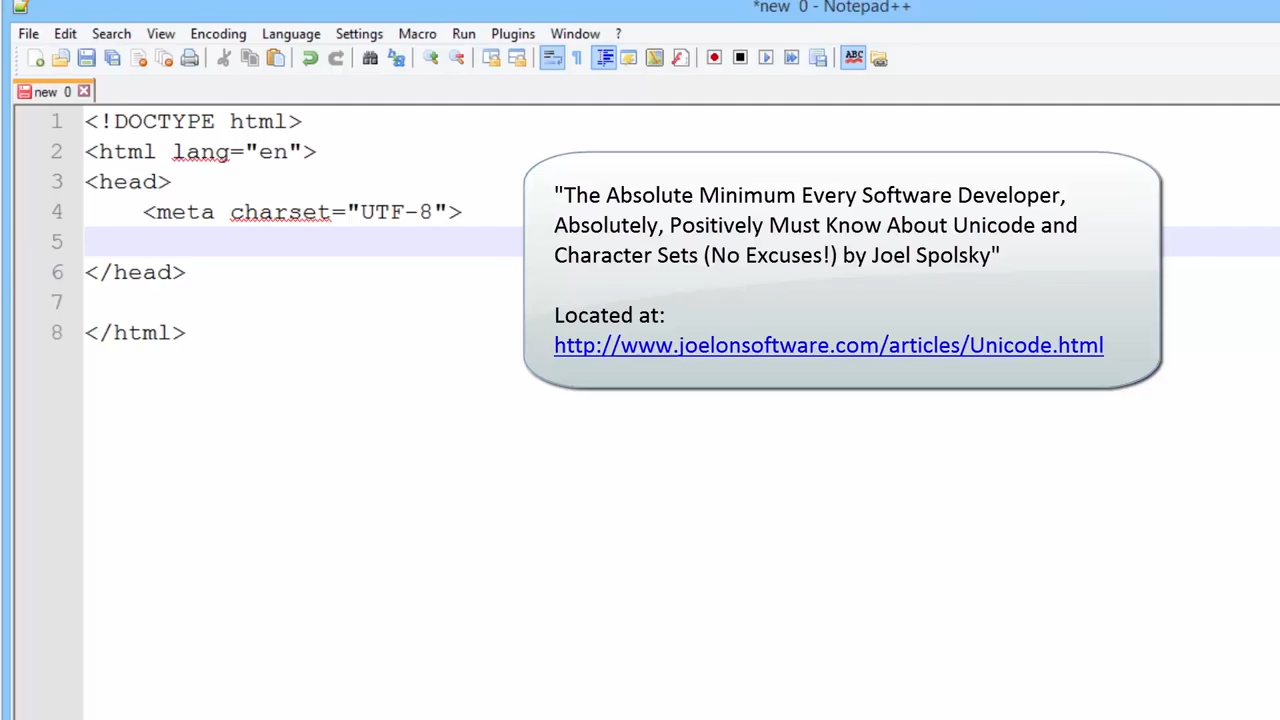 *new 0 - Notepad++
File Edit Search View Encoding Language Settings Macro Run Plugins Window ?
ABC
new 0
1 <!DOCTYPE html>
2 <html lang="en">
3 <head>
4 <meta charset="UTF-8">
5
6 </head>
7
8 </html>
"The Absolute Minimum Every Software Developer,
Absolutely, Positively Must Know About Unicode and
Character Sets (No Excuses!) by Joel Spolsky"
Located at:
http://www.joelonsoftware.com/articles/Unicode.html